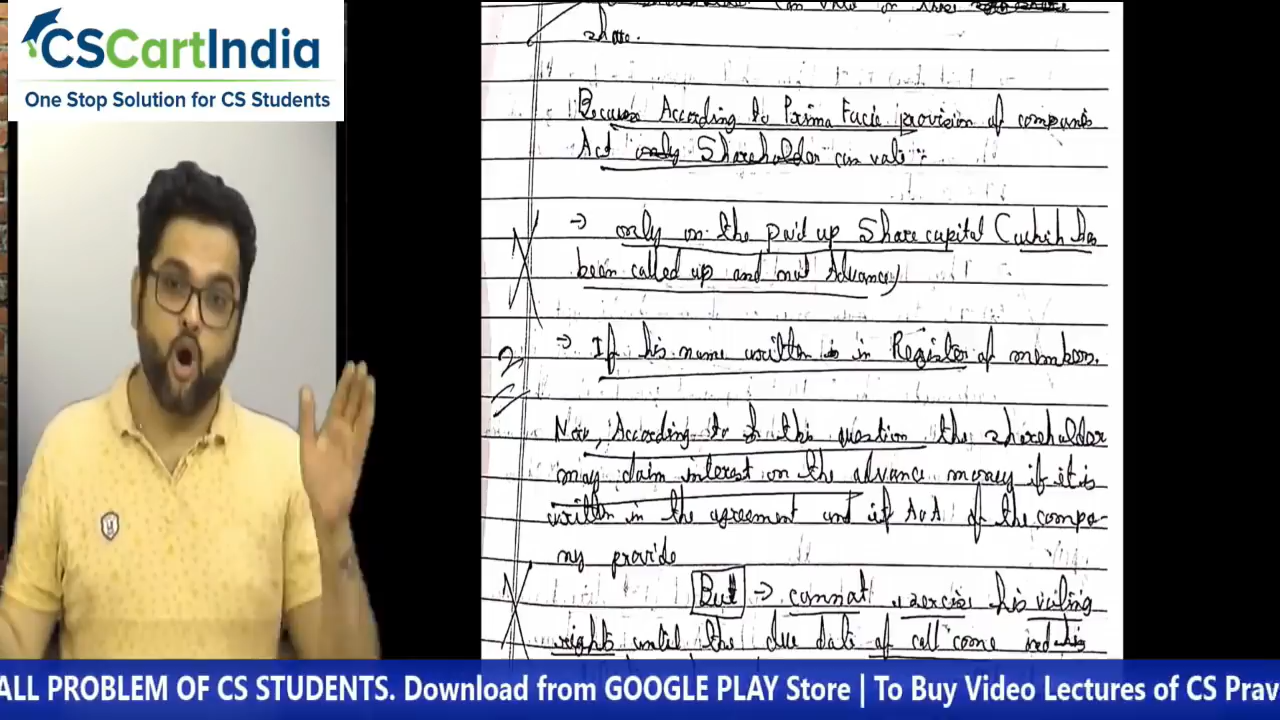 CSCartIndia
One Stop Solution for CS Students
share.
Because According to Prima Facie provision of companies
Act only Shareholder can vote :
→ only on the paid up Share capital (which has
been called up and not Advance)
→ If his name written is in Register of members.
2
Now, According to this question the shareholder
may claim interest on the advance money if it is
written in the agreement and if AoA of the compa-
ny provide
But → cannot exercise his voting
rights until the due date of call come
ALL PROBLEM OF CS STUDENTS. Download from GOOGLE PLAY Store | To Buy Video Lectures of CS Prav